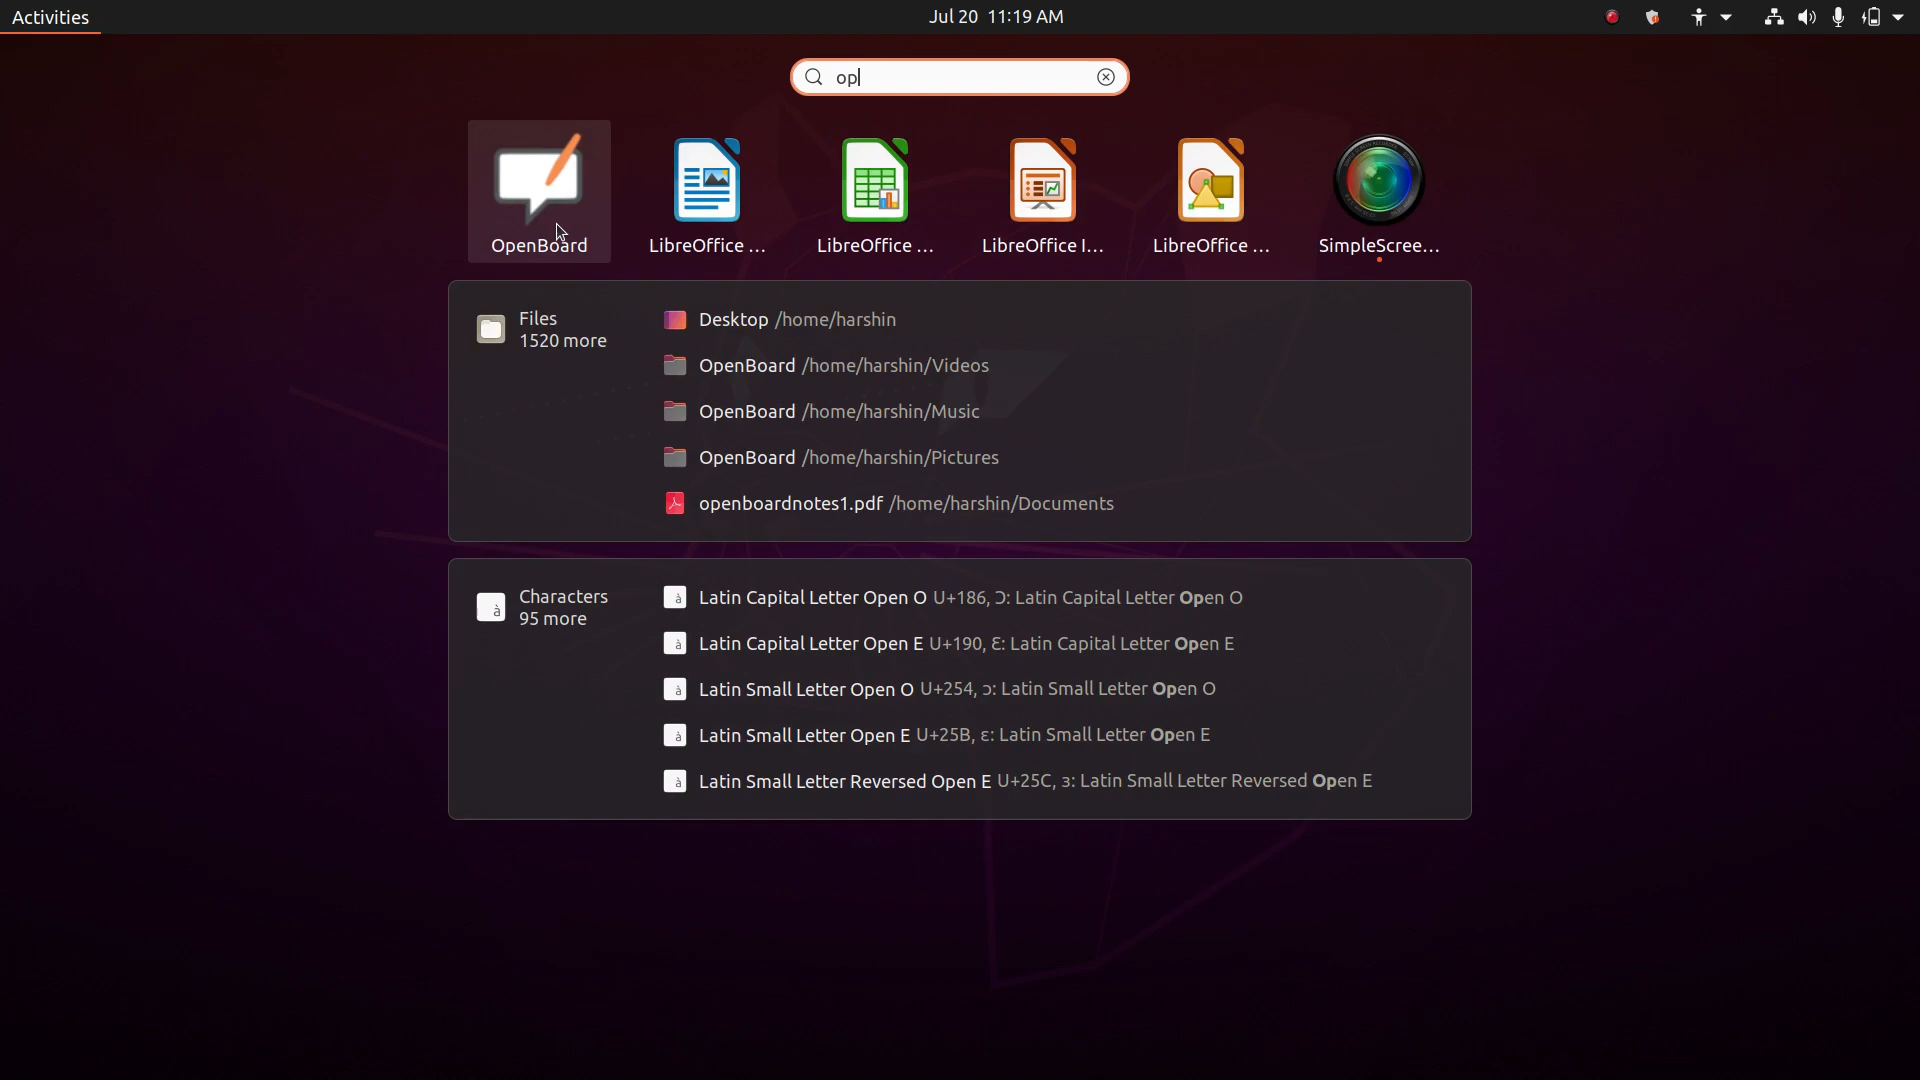 Activities
Jul 20 11:19 AM
op
OpenBoard
LibreOffice ...
LibreOffice ...
LibreOffice I...
LibreOffice ...
SimpleScree...
Files
1520 more
Desktop /home/harshin
OpenBoard /home/harshin/Videos
OpenBoard /home/harshin/Music
OpenBoard /home/harshin/Pictures
openboardnotes1.pdf /home/harshin/Documents
Characters
95 more
Latin Capital Letter Open O U+186, Ɔ: Latin Capital Letter Open O
Latin Capital Letter Open E U+190, Ɛ: Latin Capital Letter Open E
Latin Small Letter Open O U+254, ɔ: Latin Small Letter Open O
Latin Small Letter Open E U+25B, ɛ: Latin Small Letter Open E
Latin Small Letter Reversed Open E U+25C, ɜ: Latin Small Letter Reversed Open E